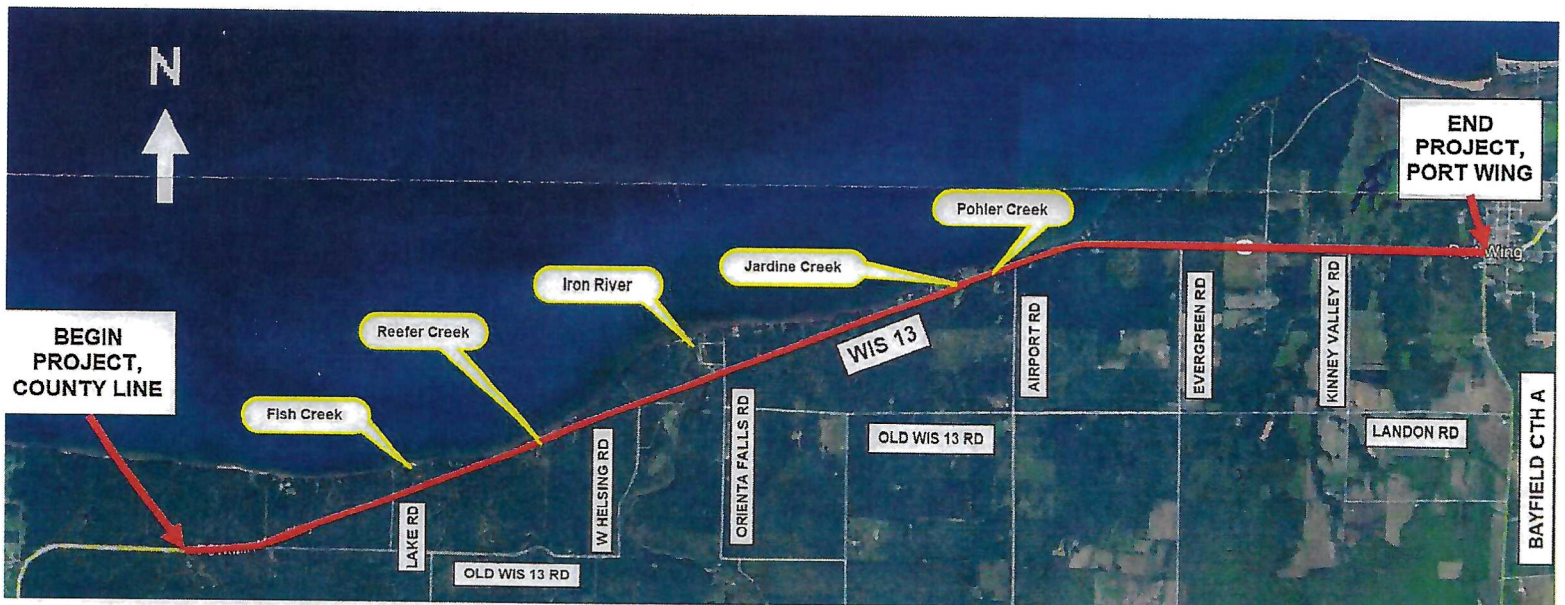 N
END
PROJECT,
PORT WING
Pohler Creek
Jardine Creek
Iron River
Reefer Creek
BEGIN
PROJECT,
COUNTY LINE
Fish Creek
WIS 13
AIRPORT RD
EVERGREEN RD
KINNEY VALLEY RD
LANDON RD
BAYFIELD CTH A
OLD WIS 13 RD
ORIENTA FALLS RD
W HELSING RD
LAKE RD
OLD WIS 13 RD
Port Wing